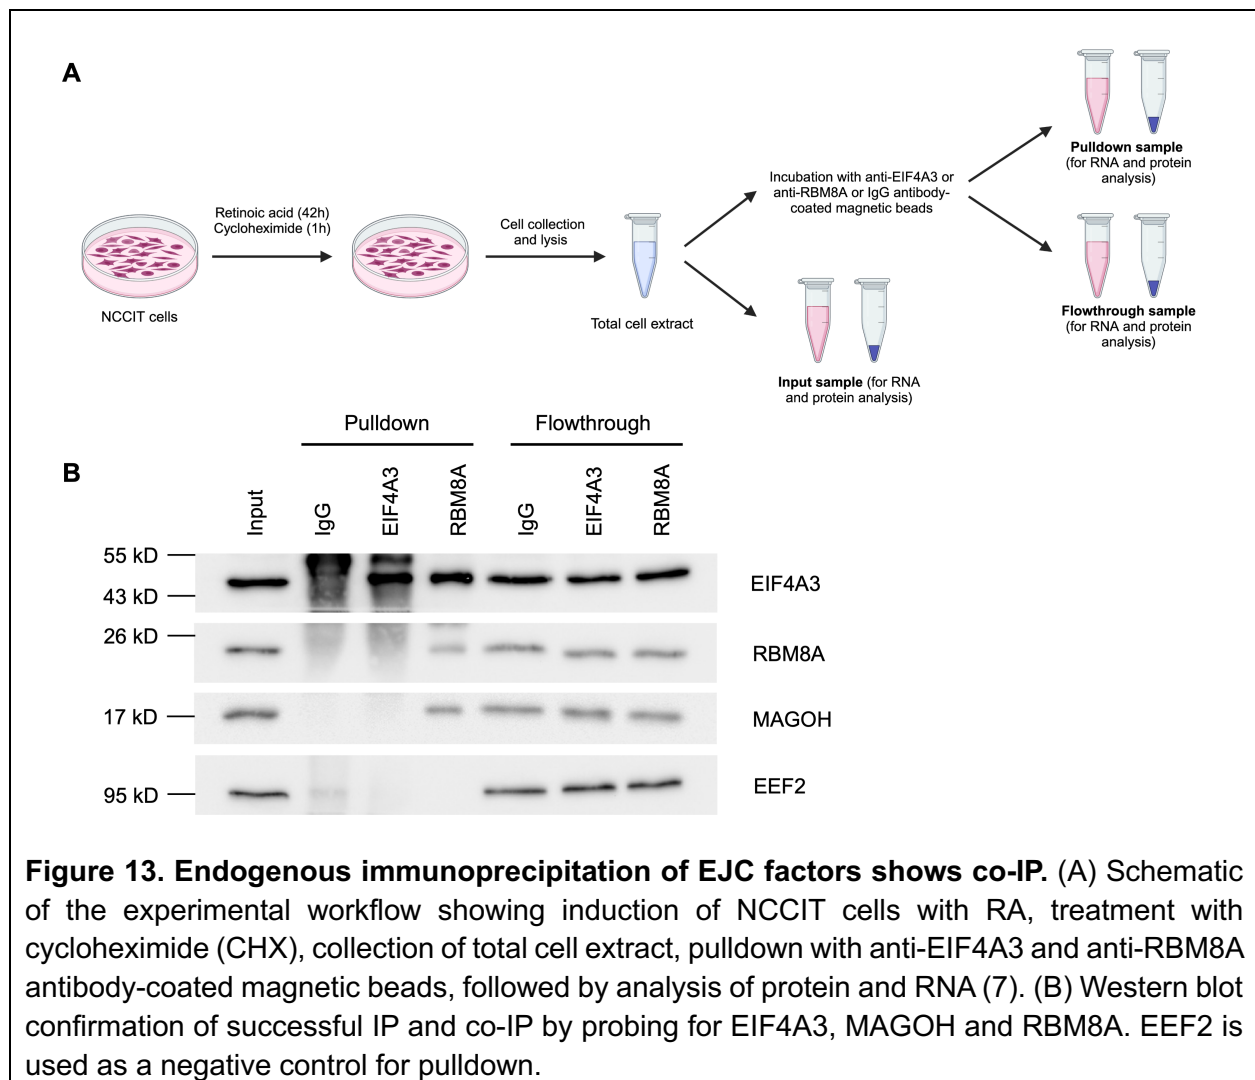 A
Retinoic acid (42h)
Cycloheximide (1h)
NCCIT cells
Cell collection
and lysis
Total cell extract
Incubation with anti-EIF4A3 or
anti-RBM8A or IgG antibody-
coated magnetic beads
Pulldown sample
(for RNA and protein
analysis)
Flowthrough sample
(for RNA and protein
analysis)
Input sample (for RNA
and protein analysis)
B
Pulldown
Flowthrough
Input
IgG
EIF4A3
RBM8A
IgG
EIF4A3
RBM8A
55 kD
43 kD
EIF4A3
26 kD
RBM8A
17 kD
MAGOH
95 kD
EEF2
Figure 13. Endogenous immunoprecipitation of EJC factors shows co-IP. (A) Schematic
of the experimental workflow showing induction of NCCIT cells with RA, treatment with
cycloheximide (CHX), collection of total cell extract, pulldown with anti-EIF4A3 and anti-RBM8A
antibody-coated magnetic beads, followed by analysis of protein and RNA (7). (B) Western blot
confirmation of successful IP and co-IP by probing for EIF4A3, MAGOH and RBM8A. EEF2 is
used as a negative control for pulldown.